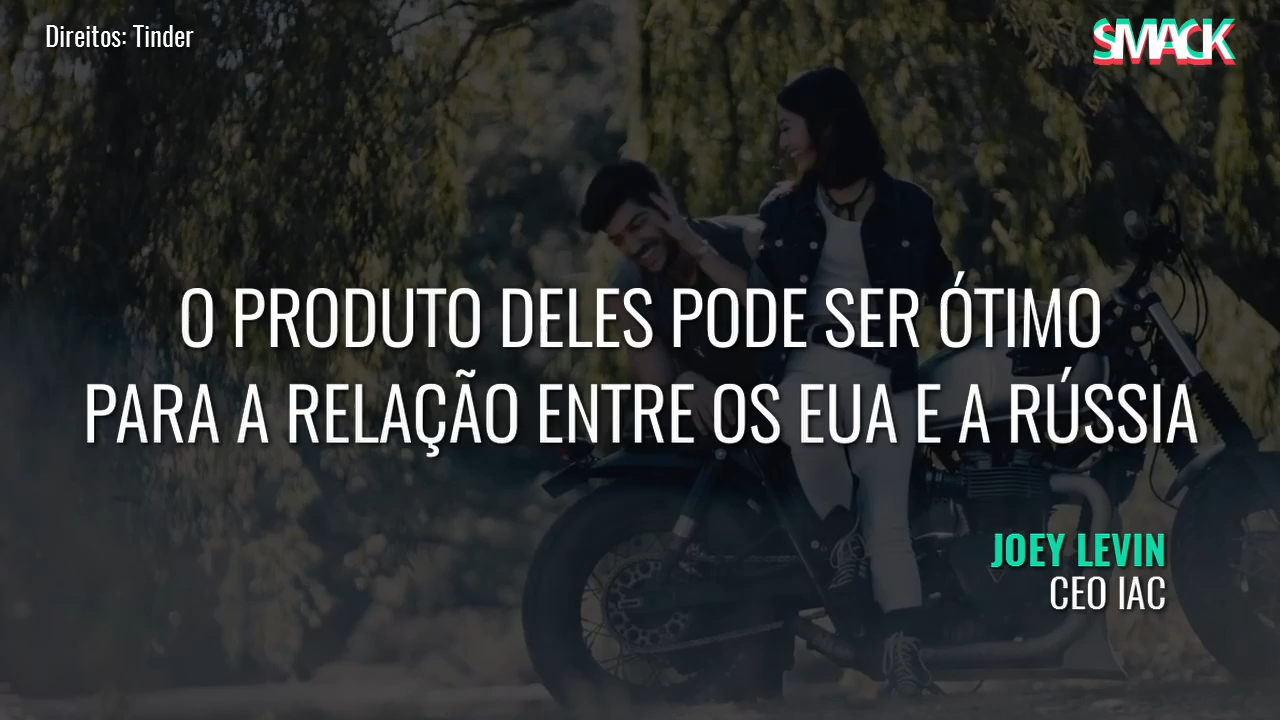 Direitos: Tinder
SMACK
O PRODUTO DELES PODE SER ÓTIMO
PARA A RELAÇÃO ENTRE OS EUA E A RÚSSIA
JOEY LEVIN
CEO IAC